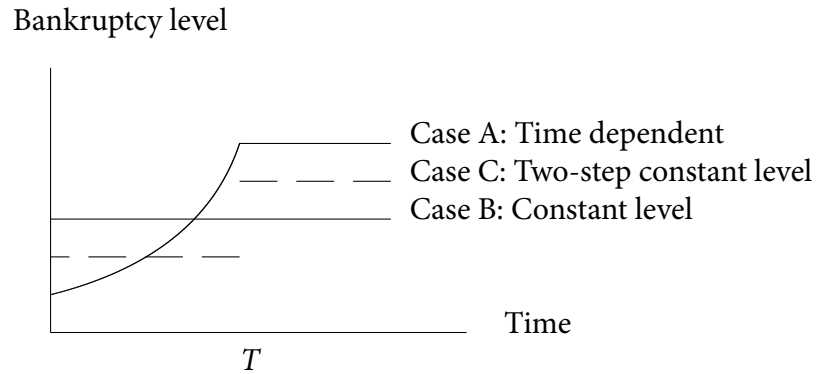 Bankruptcy level
Case A: Time dependent
Case C: Two-step constant level
Case B: Constant level
Time
T